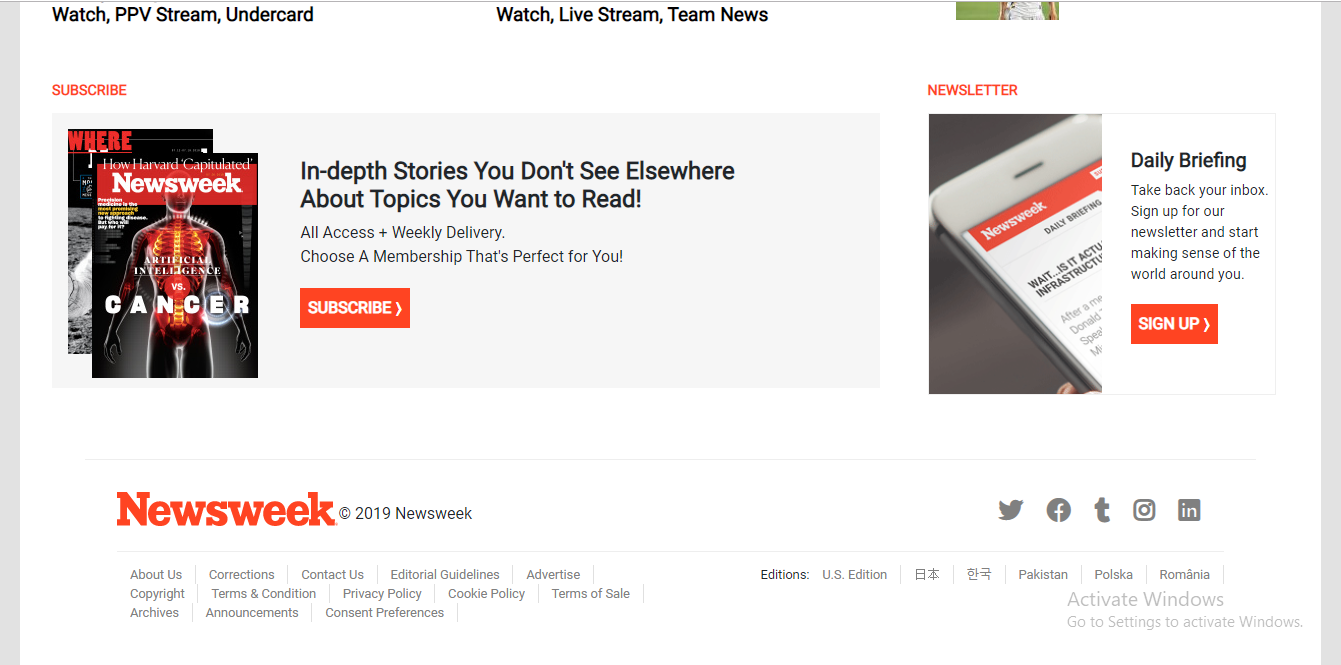 Watch, PPV Stream, Undercard
Watch, Live Stream, Team News
SUBSCRIBE
WHERE
How Harvard 'Capitulated'
Newsweek
Precision
medicine is the
most promising
new approach
to fighting disease.
But who will
pay for it?
ARTIFICIAL
INTELLIGENCE
VS.
CANCER
In-depth Stories You Don't See Elsewhere
About Topics You Want to Read!
All Access + Weekly Delivery.
Choose A Membership That's Perfect for You!
SUBSCRIBE ❭
NEWSLETTER
Newsweek
DAILY BRIEFING
WAIT...IS IT ACTU
INFRASTRUCTU
After a me
Donald
Spea
Daily Briefing
Take back your inbox.
Sign up for our
newsletter and start
making sense of the
world around you.
SIGN UP ❭
Newsweek © 2019 Newsweek
About Us Corrections Contact Us Editorial Guidelines Advertise
Copyright Terms & Condition Privacy Policy Cookie Policy Terms of Sale
Archives Announcements Consent Preferences
Editions: U.S. Edition 日本 한국 Pakistan Polska România
Activate Windows
Go to Settings to activate Windows.